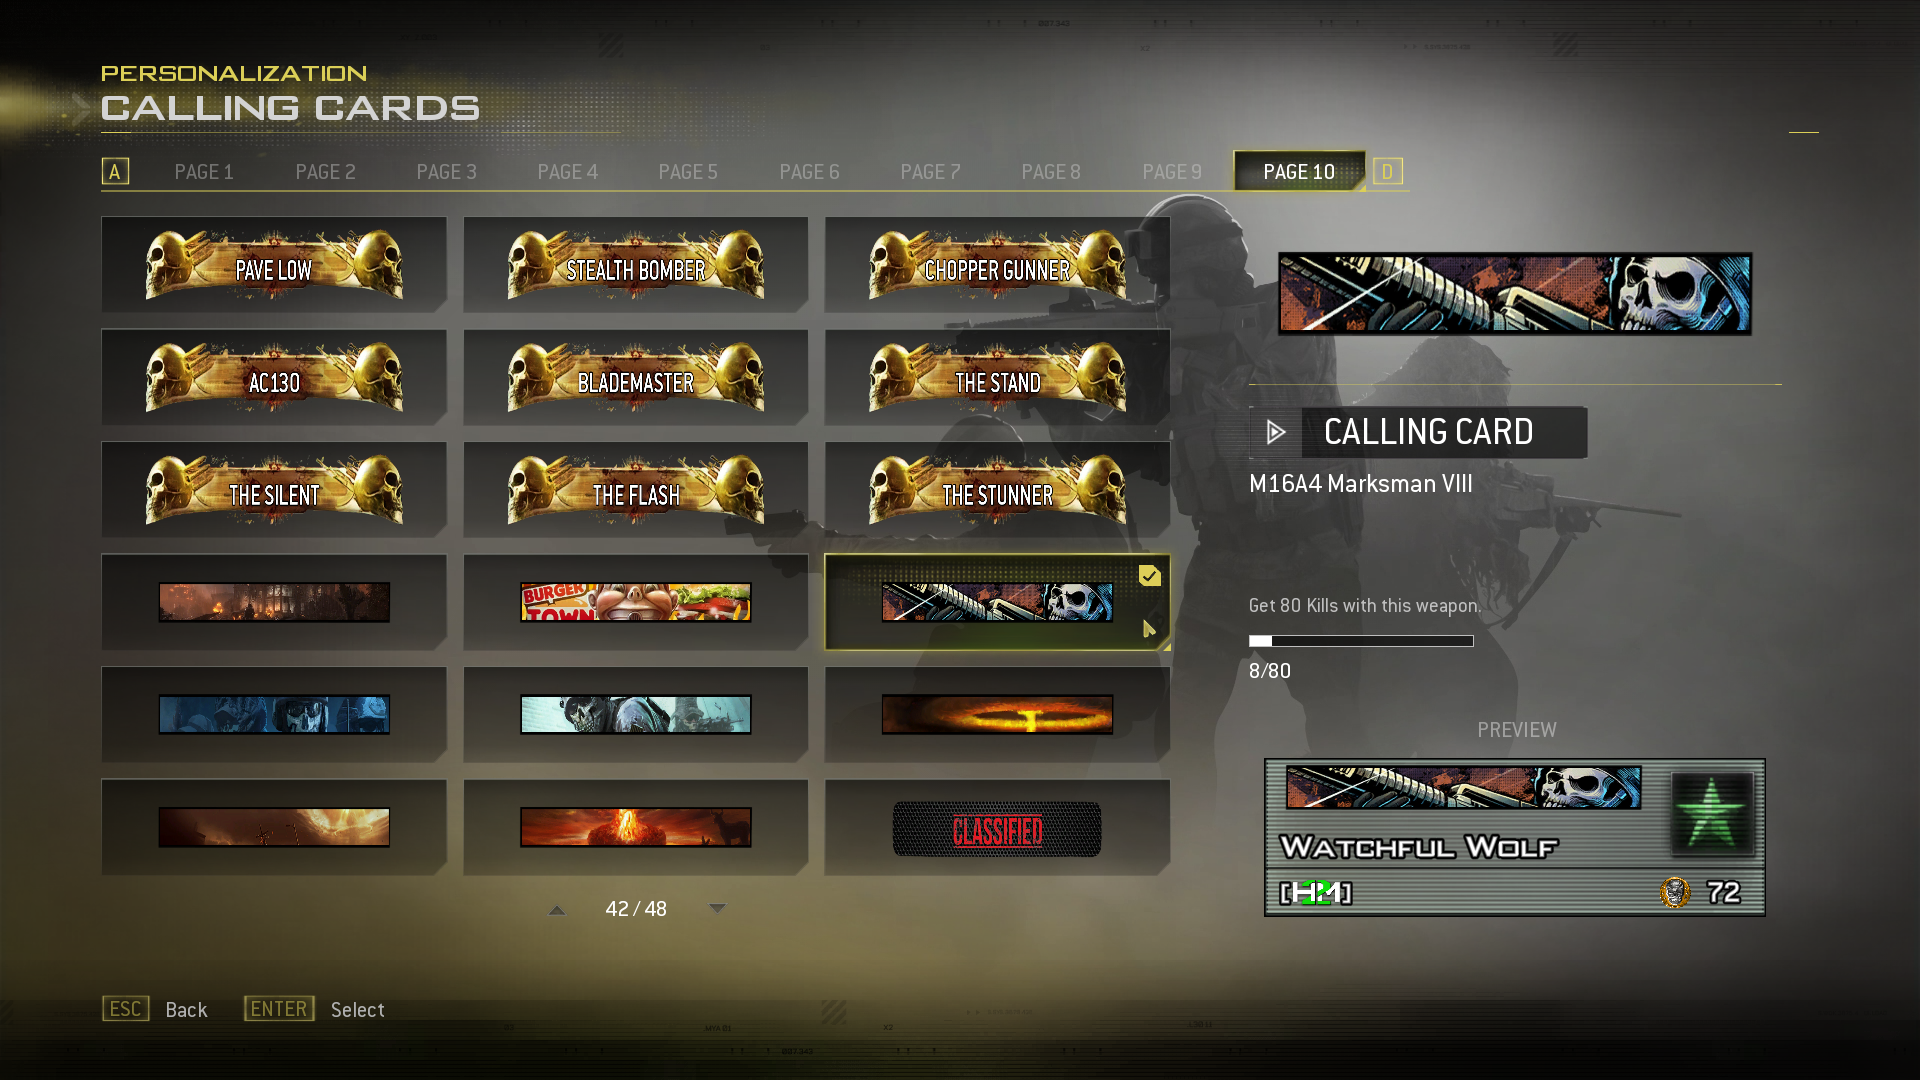 PERSONALIZATION
CALLING CARDS
A PAGE 1 PAGE 2 PAGE 3 PAGE 4 PAGE 5 PAGE 6 PAGE 7 PAGE 8 PAGE 9 PAGE 10 D
PAVE LOW STEALTH BOMBER CHOPPER GUNNER
AC130 BLADEMASTER THE STAND
THE SILENT THE FLASH THE STUNNER
BURGER
TOWN
CLASSIFIED
42 / 48
CALLING CARD
M16A4 Marksman VIII
Get 80 Kills with this weapon.
8/80
PREVIEW
Watchful Wolf
[H2M] 72
ESC Back ENTER Select